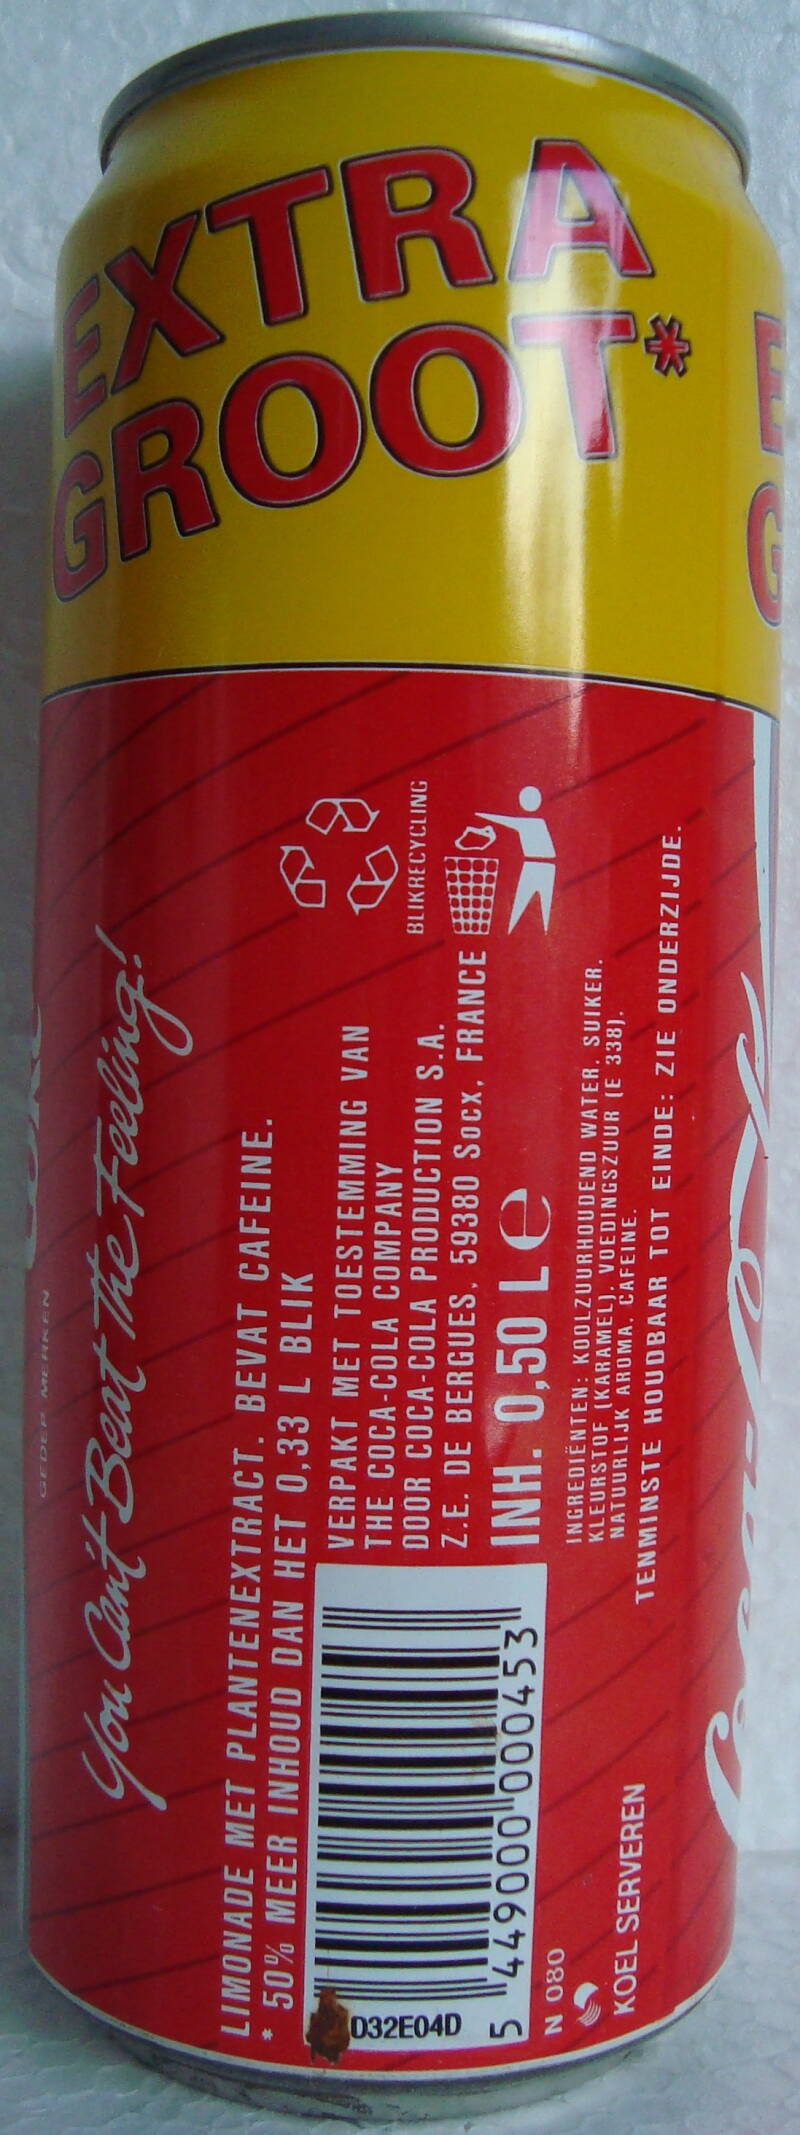 EXTRA
GROOT*
You Can't Beat The Feeling!
GEDEP. MERKEN
LIMONADE MET PLANTENEXTRACT. BEVAT CAFEINE.
* 50% MEER INHOUD DAN HET 0,33 L BLIK
VERPAKT MET TOESTEMMING VAN
THE COCA-COLA COMPANY
DOOR COCA-COLA PRODUCTION S.A.
Z.E. DE BERGUES, 59380 SOCX, FRANCE
INH. 0,50 L e
BLIKRECYCLING
INGREDIËNTEN: KOOLZUURHOUDEND WATER, SUIKER,
KLEURSTOF (KARAMEL), VOEDINGSZUUR (E 338),
NATUURLIJK AROMA, CAFEINE.
TENMINSTE HOUDBAAR TOT EINDE: ZIE ONDERZIJDE.
D32E04D
5 449000 000453
N 080
KOEL SERVEREN